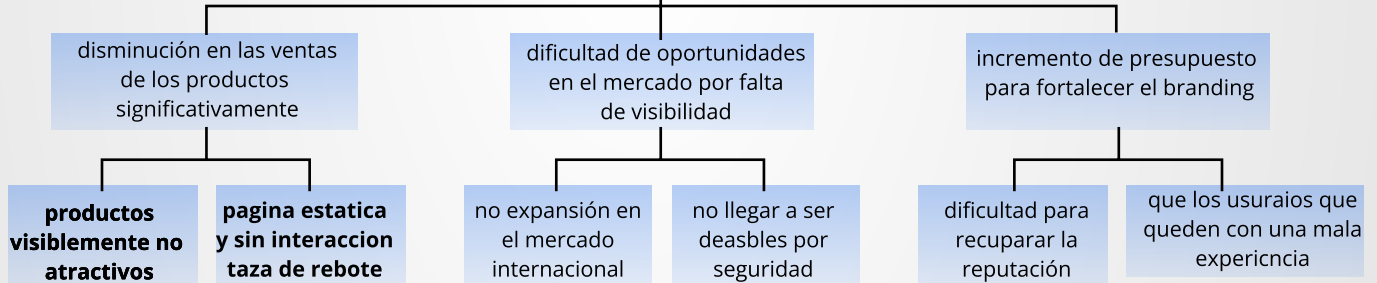 disminución en las ventas
de los productos
significativamente
dificultad de oportunidades
en el mercado por falta
de visibilidad
incremento de presupuesto
para fortalecer el branding
productos
visiblemente no
atractivos
pagina estatica
y sin interaccion
taza de rebote
no expansión en
el mercado
internacional
no llegar a ser
deasbles por
seguridad
dificultad para
recuparar la
reputación
que los usuraios que
queden con una mala
expericncia